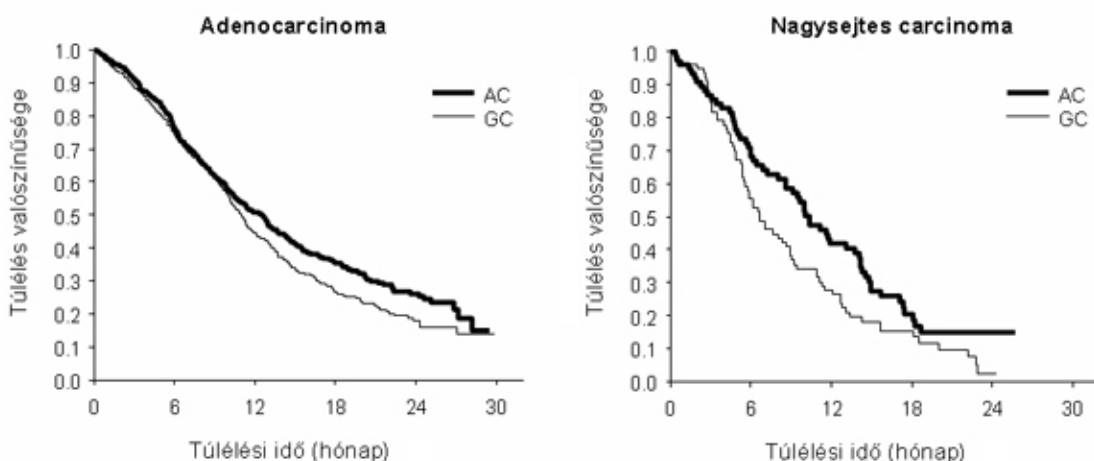 Adenocarcinoma
Túlélés valószínűsége
1.0
0.9
0.8
0.7
0.6
0.5
0.4
0.3
0.2
0.1
0.0
AC
GC
0 6 12 18 24 30
Túlélési idő (hónap)
Nagysejtes carcinoma
Túlélés valószínűsége
1.0
0.9
0.8
0.7
0.6
0.5
0.4
0.3
0.2
0.1
0.0
AC
GC
0 6 12 18 24 30
Túlélési idő (hónap)